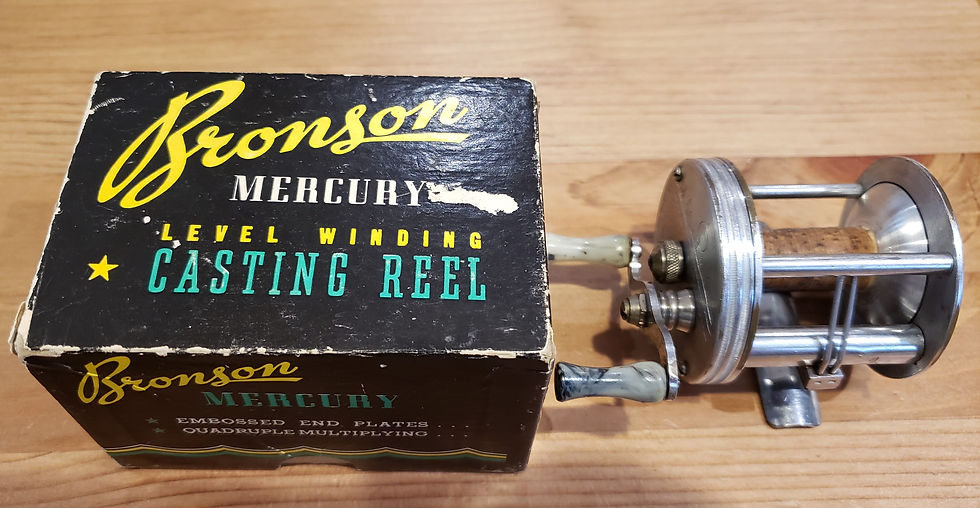 Bronson
MERCURY
LEVEL WINDING
★ CASTING REEL
Bronson
MERCURY
★ EMBOSSED END PLATES . . . .
★ QUADRUPLE MULTIPLYING . . . .